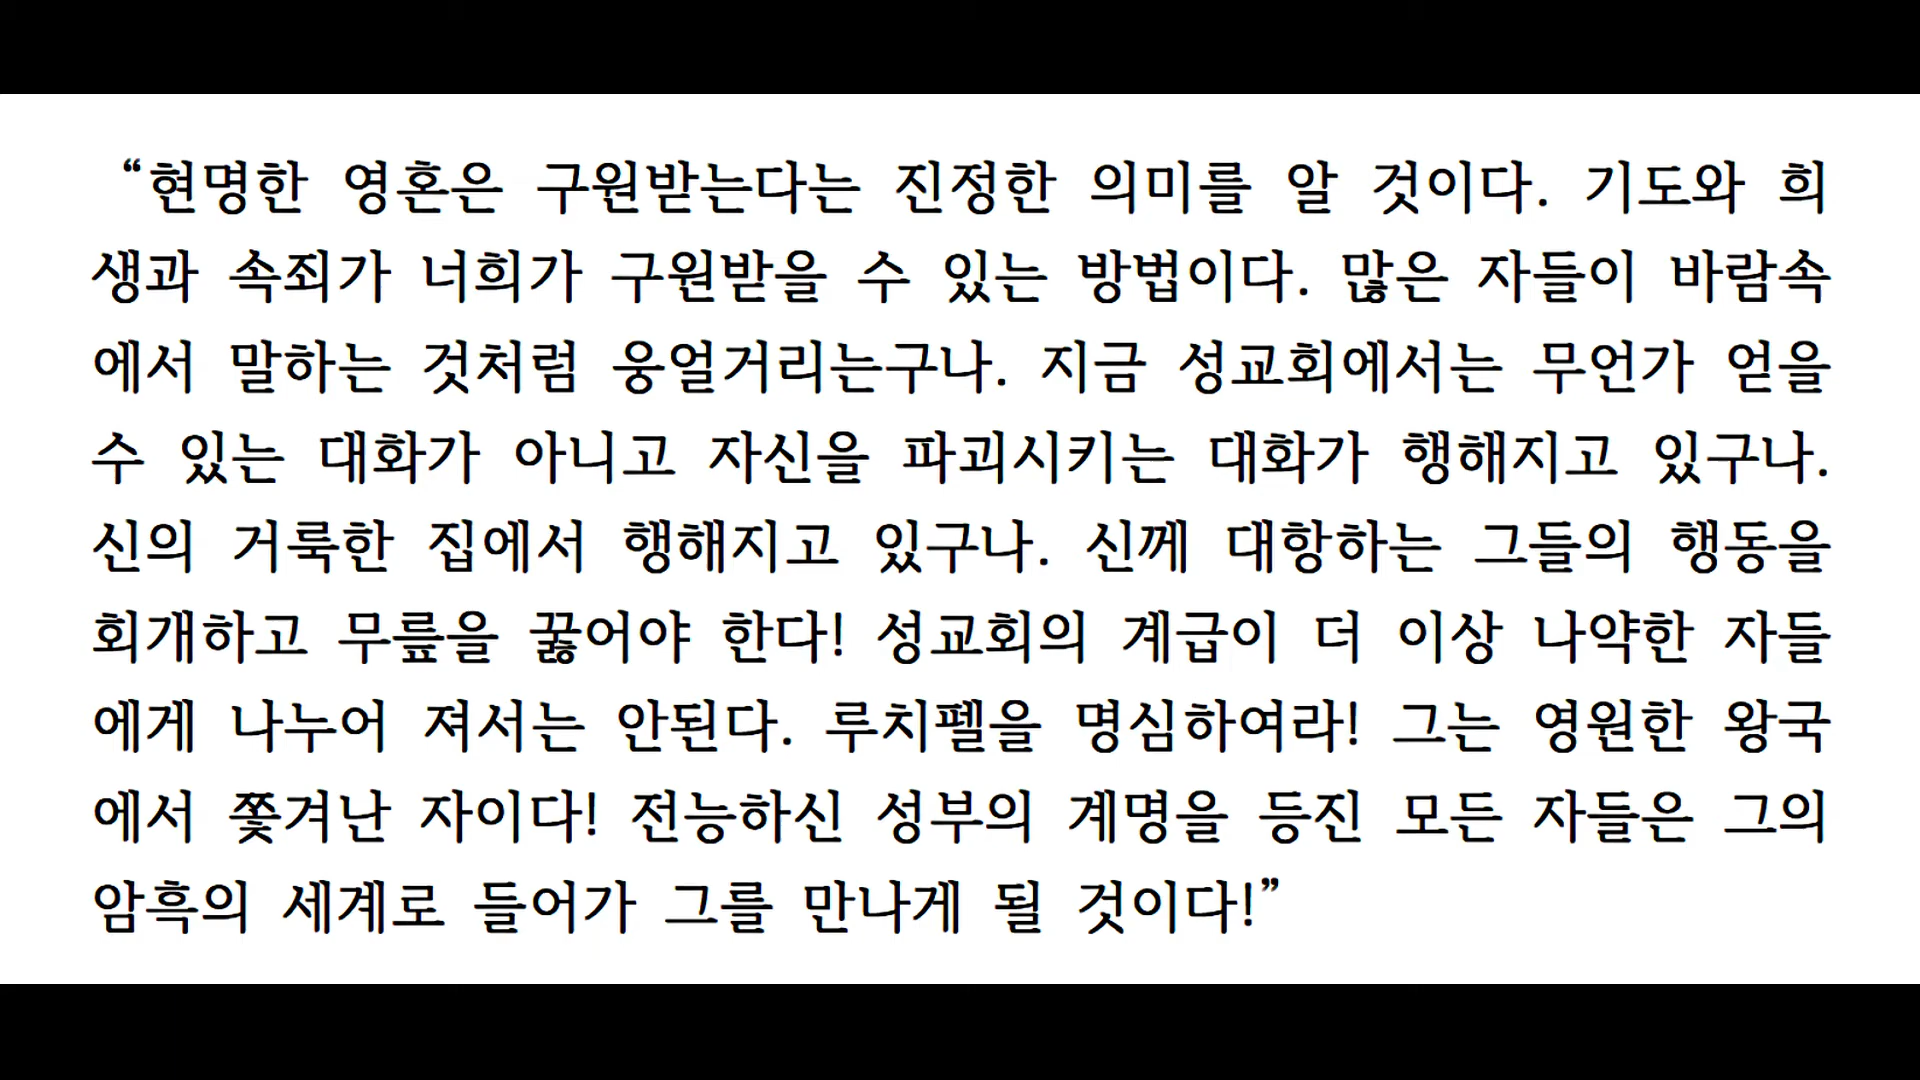 “현명한 영혼은 구원받는다는 진정한 의미를 알 것이다. 기도와 희
생과 속죄가 너희가 구원받을 수 있는 방법이다. 많은 자들이 바람속
에서 말하는 것처럼 웅얼거리는구나. 지금 성교회에서는 무언가 얻을
수 있는 대화가 아니고 자신을 파괴시키는 대화가 행해지고 있구나.
신의 거룩한 집에서 행해지고 있구나. 신께 대항하는 그들의 행동을
회개하고 무릎을 꿇어야 한다! 성교회의 계급이 더 이상 나약한 자들
에게 나누어 져서는 안된다. 루치펠을 명심하여라! 그는 영원한 왕국
에서 쫓겨난 자이다! 전능하신 성부의 계명을 등진 모든 자들은 그의
암흑의 세계로 들어가 그를 만나게 될 것이다!”